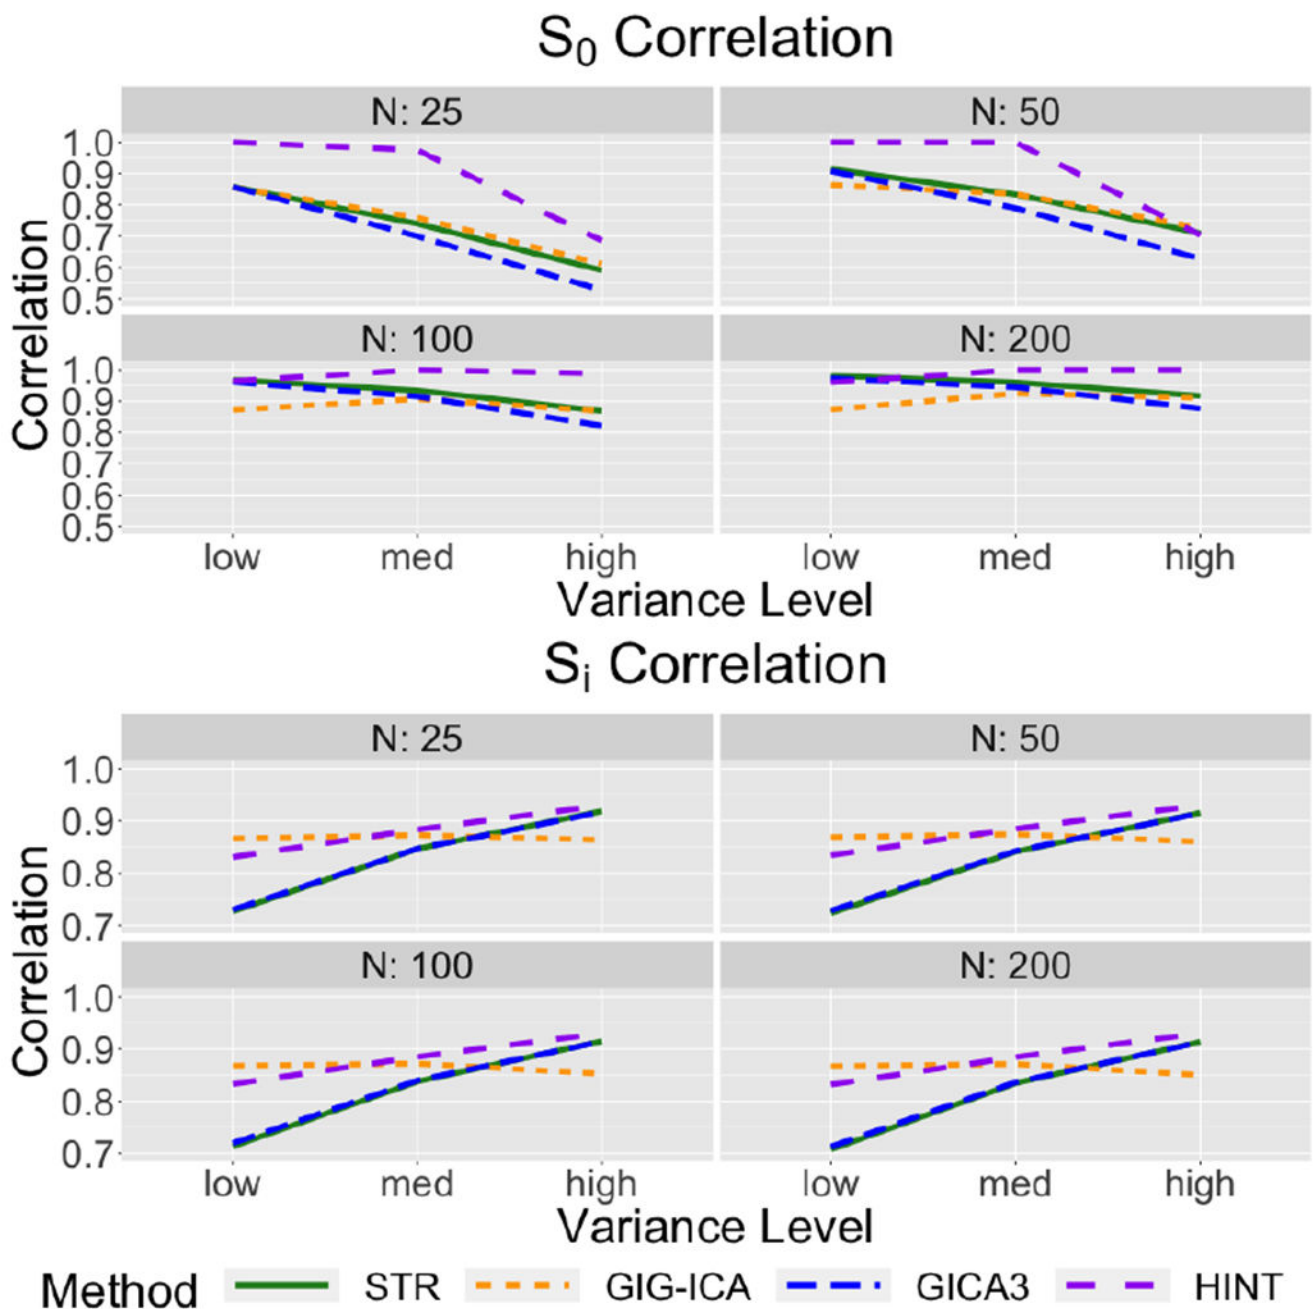 S₀ Correlation
N: 25
N: 50
1.0
0.9
0.8
0.7
0.6
0.5
N: 100
N: 200
1.0
0.9
0.8
0.7
0.6
0.5
Correlation
low med high low med high
Variance Level
Sᵢ Correlation
N: 25
N: 50
1.0
0.9
0.8
0.7
N: 100
N: 200
1.0
0.9
0.8
0.7
Correlation
low med high low med high
Variance Level
Method STR GIG-ICA GICA3 HINT